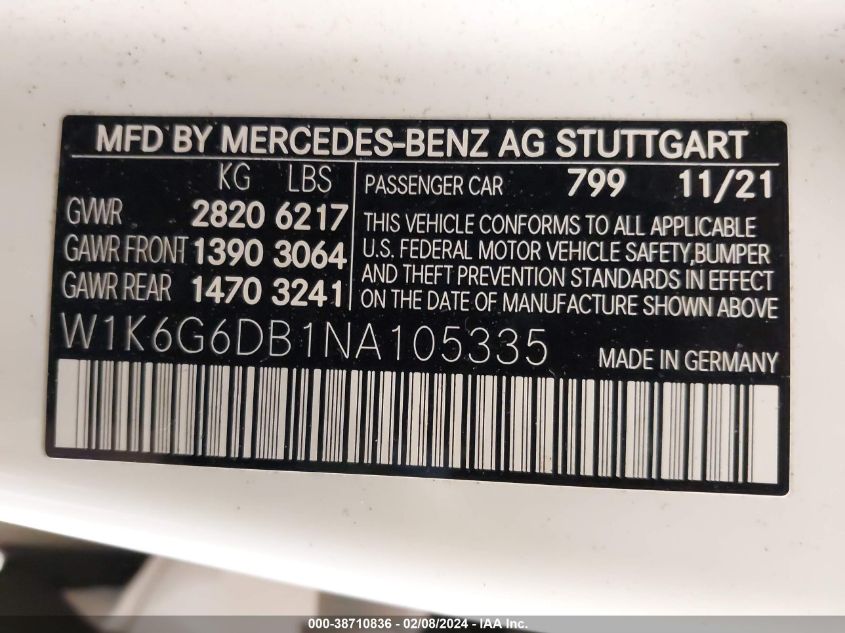 MFD BY MERCEDES-BENZ AG STUTTGART
KG LBS
GVWR 2820 6217
GAWR FRONT 1390 3064
GAWR REAR 1470 3241
PASSENGER CAR 799 11/21
THIS VEHICLE CONFORMS TO ALL APPLICABLE
U.S. FEDERAL MOTOR VEHICLE SAFETY,BUMPER
AND THEFT PREVENTION STANDARDS IN EFFECT
ON THE DATE OF MANUFACTURE SHOWN ABOVE
W1K6G6DB1NA105335
MADE IN GERMANY
000-38710836 - 02/08/2024 - IAA Inc.